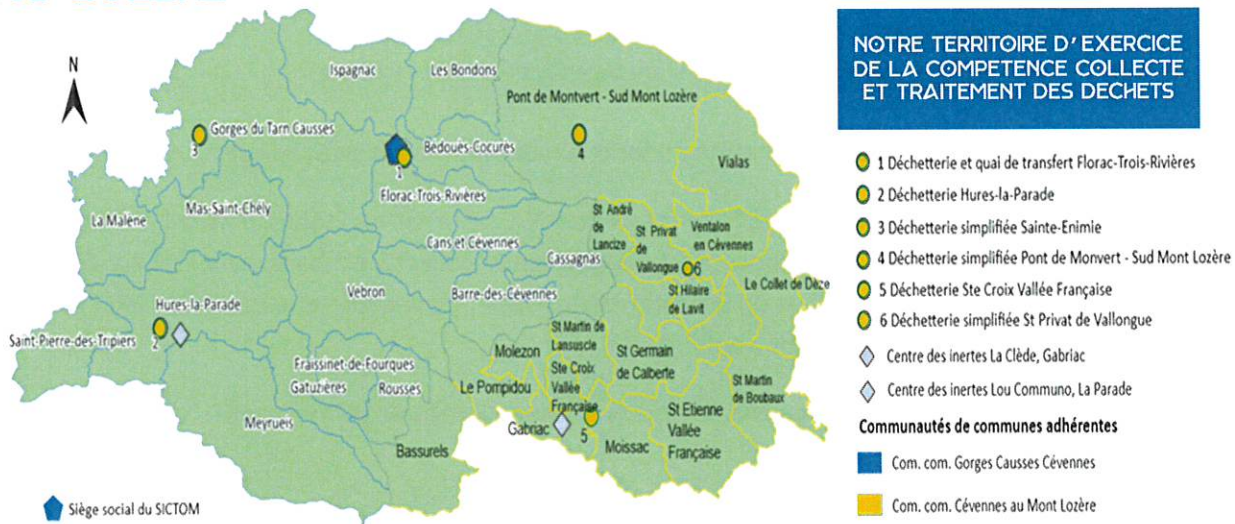 N
Ispagnac
Les Bondons
Pont de Montvert - Sud Mont Lozère
Gorges du Tarn Causses
3
Bédouès-Cocurès
1
4
Vialas
Florac-Trois-Rivières
La Malène
Mas-Saint-Chély
Cans et Cévennes
St André
de
Lancize
St Privat
de
Vallongue
Ventalon
en Cévennes
Cassagnas
6
Le Collet de Dèze
Hures-la-Parade
Vebron
Barre-des-Cévennes
St Hilaire
de Lavit
Saint-Pierre-des-Tripiers
2
St Martin de
Lansuscle
Molezon
St Germain
de Calberte
Fraissinet-de-Fourques
Gatuzières
Rousses
Le Pompidou
Ste Croix
Vallée
Française
St Martin
de Boubaux
Meyrueis
Gabriac
5
St Etienne
Vallée
Française
Moissac
Bassurels
Siège social du SICTOM
NOTRE TERRITOIRE D'EXERCICE
DE LA COMPETENCE COLLECTE
ET TRAITEMENT DES DECHETS
1 Déchetterie et quai de transfert Florac-Trois-Rivières
2 Déchetterie Hures-la-Parade
3 Déchetterie simplifiée Sainte-Enimie
4 Déchetterie simplifiée Pont de Monvert - Sud Mont Lozère
5 Déchetterie Ste Croix Vallée Française
6 Déchetterie simplifiée St Privat de Vallongue
Centre des inertes La Clède, Gabriac
Centre des inertes Lou Communo, La Parade
Communautés de communes adhérentes
Com. com. Gorges Causses Cévennes
Com. com. Cévennes au Mont Lozère